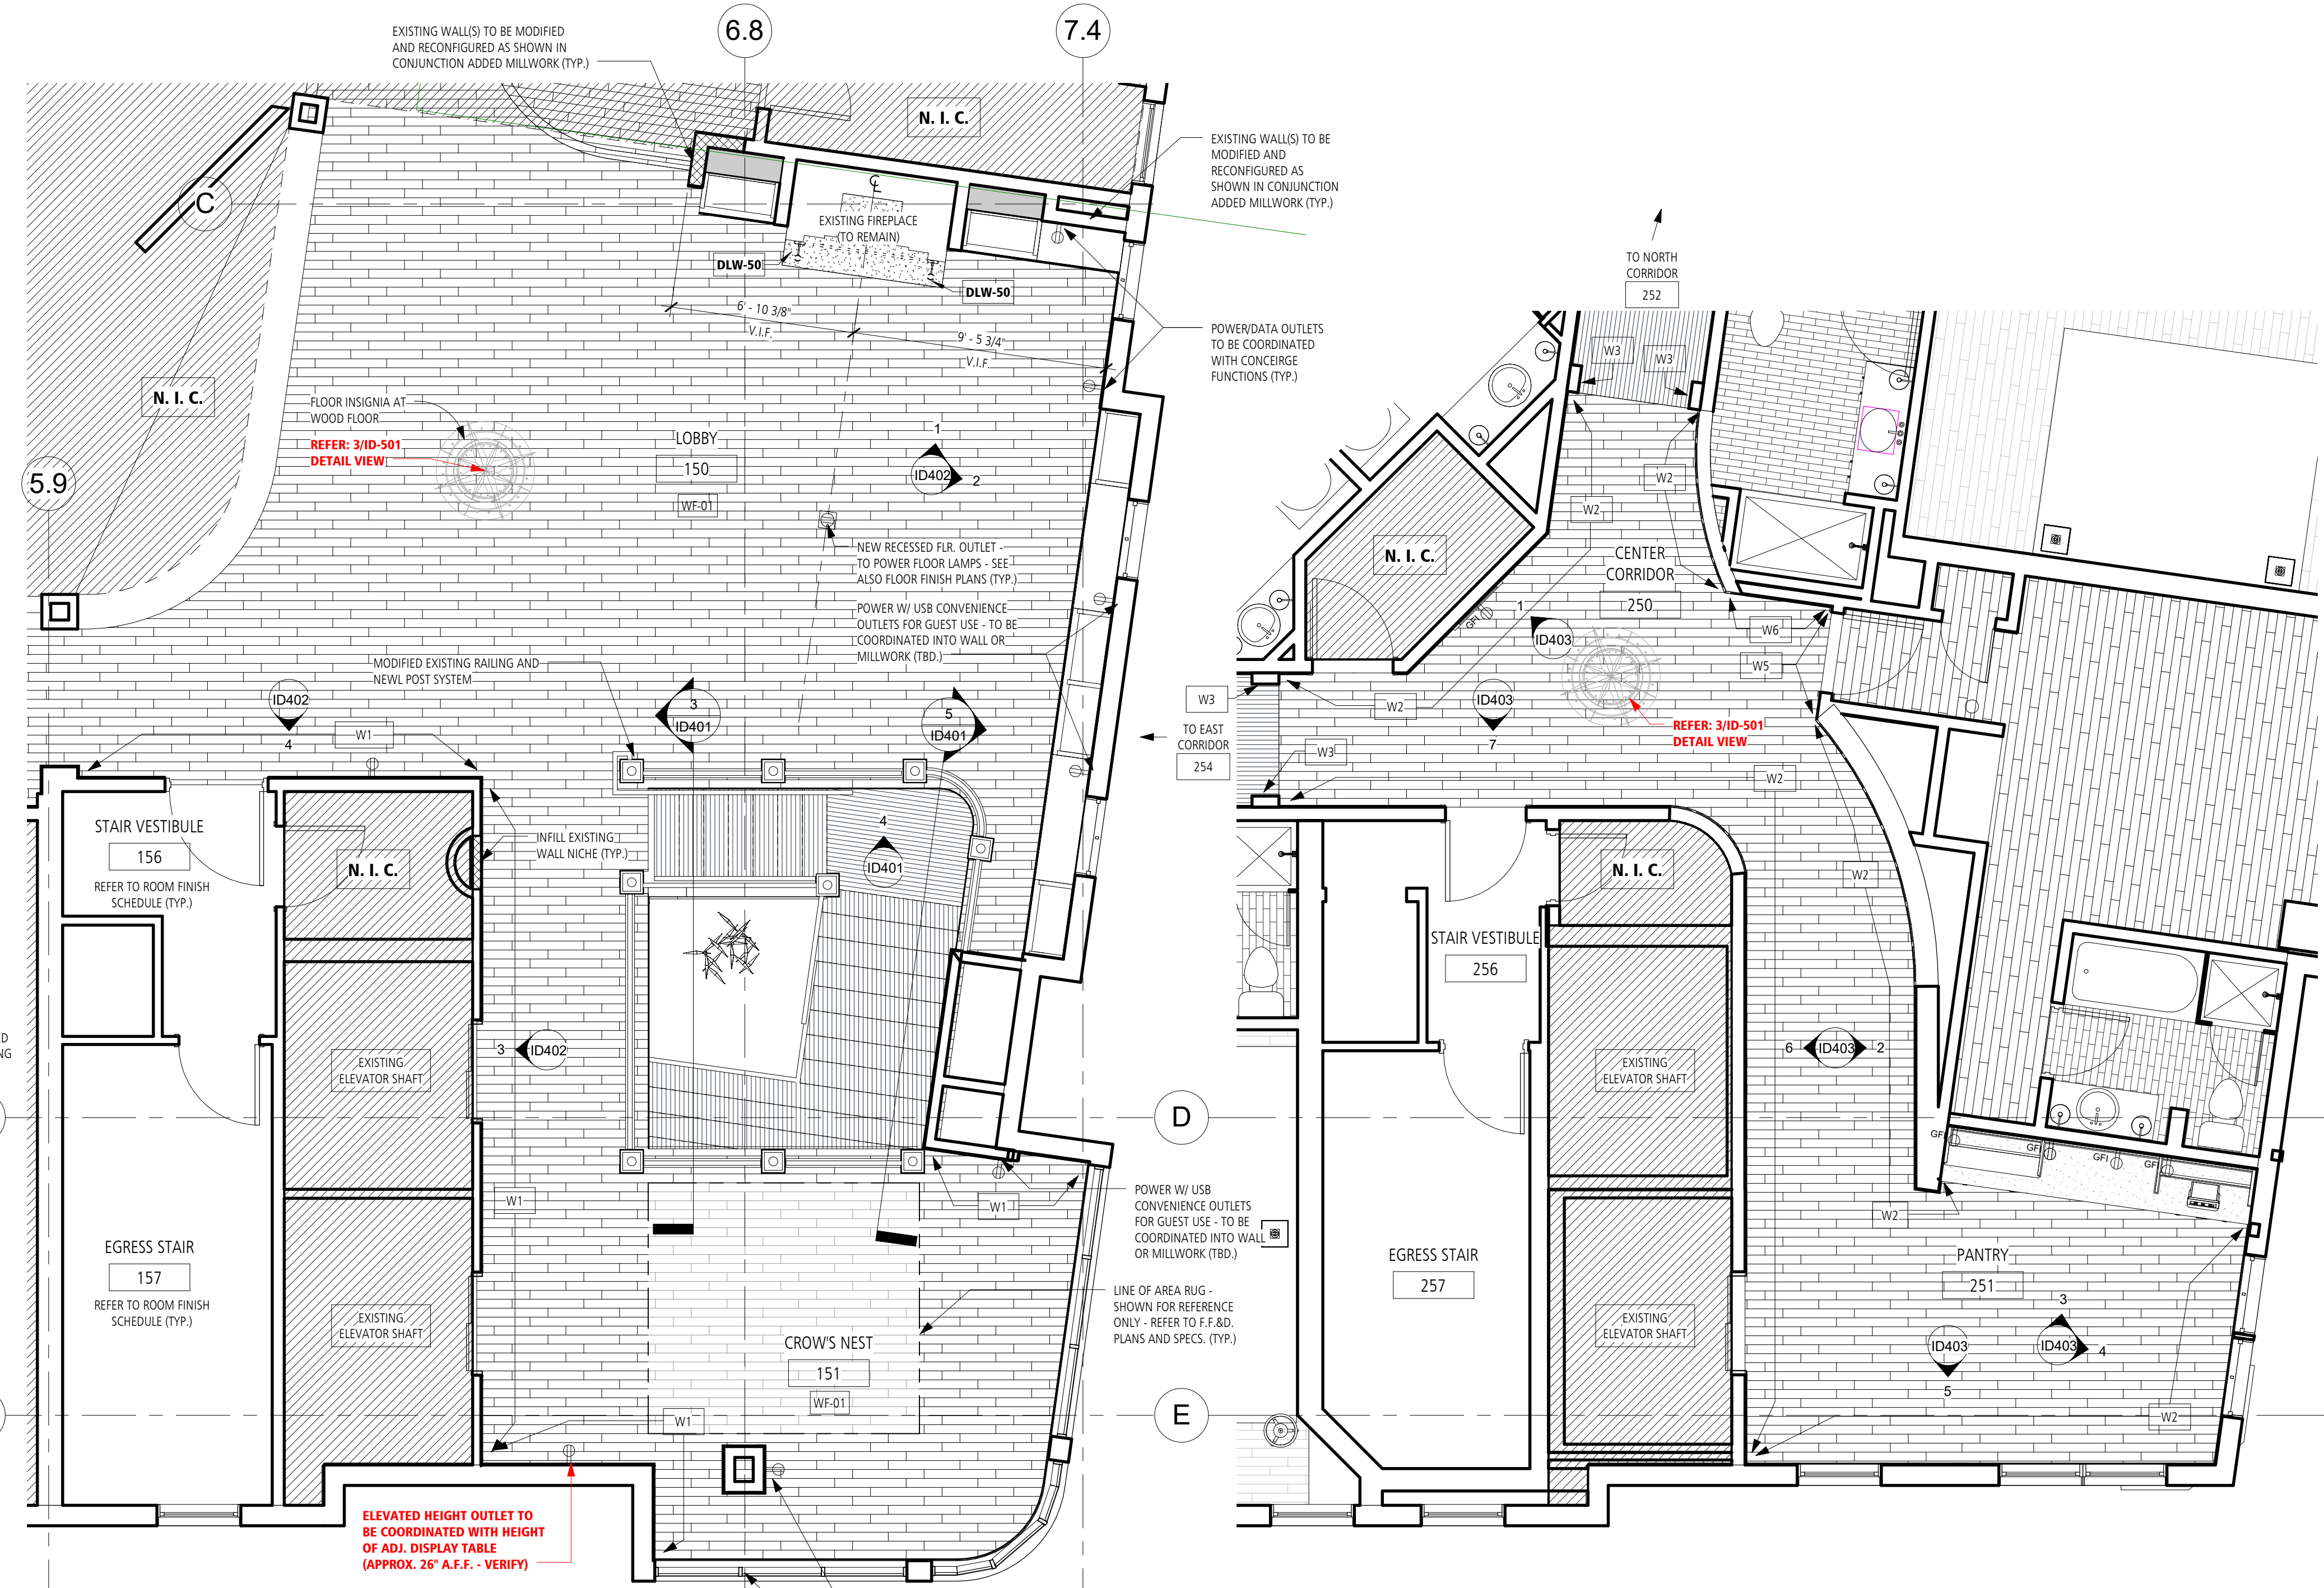 6.8
7.4
EXISTING WALL(S) TO BE MODIFIED
AND RECONFIGURED AS SHOWN IN
CONJUNCTION ADDED MILLWORK (TYP.)
N. I. C.
EXISTING WALL(S) TO BE
MODIFIED AND
RECONFIGURED AS
SHOWN IN CONJUNCTION
ADDED MILLWORK (TYP.)
C
EXISTING FIREPLACE
(TO REMAIN)
DLW-50
DLW-50
6' - 10 3/8"
V.I.F.
9' - 5 3/4"
V.I.F.
POWER/DATA OUTLETS
TO BE COORDINATED
WITH CONCEIRGE
FUNCTIONS (TYP.)
N. I. C.
FLOOR INSIGNIA AT
WOOD FLOOR
REFER: 3/ID-501
DETAIL VIEW
LOBBY
150
WF-01
1
ID402
2
5.9
NEW RECESSED FLR. OUTLET -
TO POWER FLOOR LAMPS - SEE
ALSO FLOOR FINISH PLANS (TYP.)
POWER W/ USB CONVENIENCE
OUTLETS FOR GUEST USE - TO BE
COORDINATED INTO WALL OR
MILLWORK (TBD.)
MODIFIED EXISTING RAILING AND
NEWL POST SYSTEM
ID402
4
W1
3
ID401
5
ID401
STAIR VESTIBULE
156
REFER TO ROOM FINISH
SCHEDULE (TYP.)
N. I. C.
INFILL EXISTING
WALL NICHE (TYP.)
4
ID401
3
ID402
EXISTING
ELEVATOR SHAFT
D
NG
D
W1
W1
POWER W/ USB
CONVENIENCE OUTLETS
FOR GUEST USE - TO BE
COORDINATED INTO WALL
OR MILLWORK (TBD.)
EGRESS STAIR
157
REFER TO ROOM FINISH
SCHEDULE (TYP.)
EXISTING
ELEVATOR SHAFT
LINE OF AREA RUG -
SHOWN FOR REFERENCE
ONLY - REFER TO F.F.&D.
PLANS AND SPECS. (TYP.)
CROW'S NEST
151
WF-01
E
W1
ELEVATED HEIGHT OUTLET TO
BE COORDINATED WITH HEIGHT
OF ADJ. DISPLAY TABLE
(APPROX. 26" A.F.F. - VERIFY)
TO NORTH
CORRIDOR
252
W3
W3
W2
W2
N. I. C.
CENTER
CORRIDOR
250
GFI
1
ID403
W6
W5
W3
W2
ID403
7
REFER: 3/ID-501
DETAIL VIEW
TO EAST
CORRIDOR
254
W3
W2
N. I. C.
W2
STAIR VESTIBULE
256
EXISTING
ELEVATOR SHAFT
6
ID403
2
GFI
GFI
GFI
GFI
W2
EGRESS STAIR
257
PANTRY
251
EXISTING
ELEVATOR SHAFT
3
ID403
4
ID403
5
W2